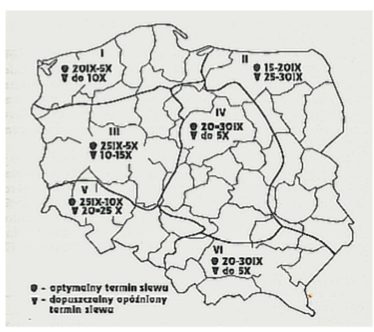 I
20IX-5X
do 10X
II
15-20IX
25-30IX
IV
20-30IX
do 5X
III
25IX-5X
10-15X
V
25IX-10X
20-25 X
VI
20-30IX
do 5X
- optymalny termin siewu
- dopuszczalny opóźniony
termin siewu